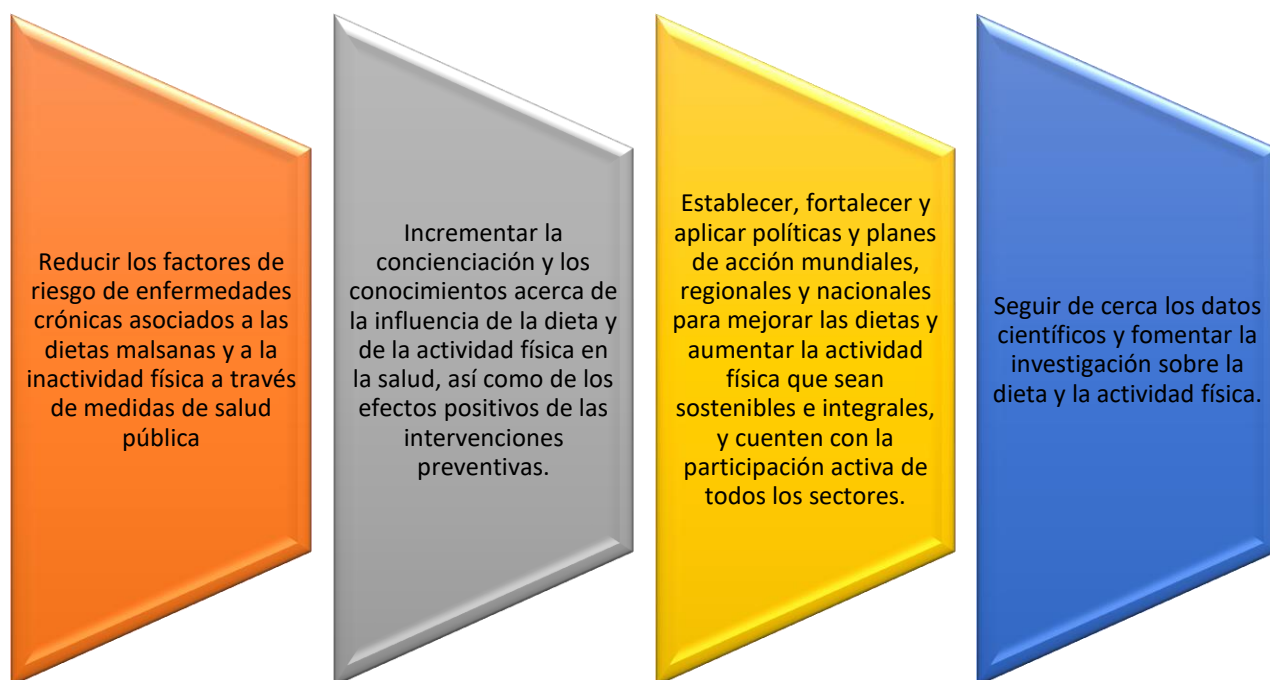 Reducir los factores de
riesgo de enfermedades
crónicas asociados a las
dietas malsanas y a la
inactividad física a través
de medidas de salud
pública
Incrementar la
concienciación y los
conocimientos acerca de
la influencia de la dieta y
de la actividad física en
la salud, así como de los
efectos positivos de las
intervenciones
preventivas.
Establecer, fortalecer y
aplicar políticas y planes
de acción mundiales,
regionales y nacionales
para mejorar las dietas y
aumentar la actividad
física que sean
sostenibles e integrales,
y cuenten con la
participación activa de
todos los sectores.
Seguir de cerca los datos
científicos y fomentar la
investigación sobre la
dieta y la actividad física.